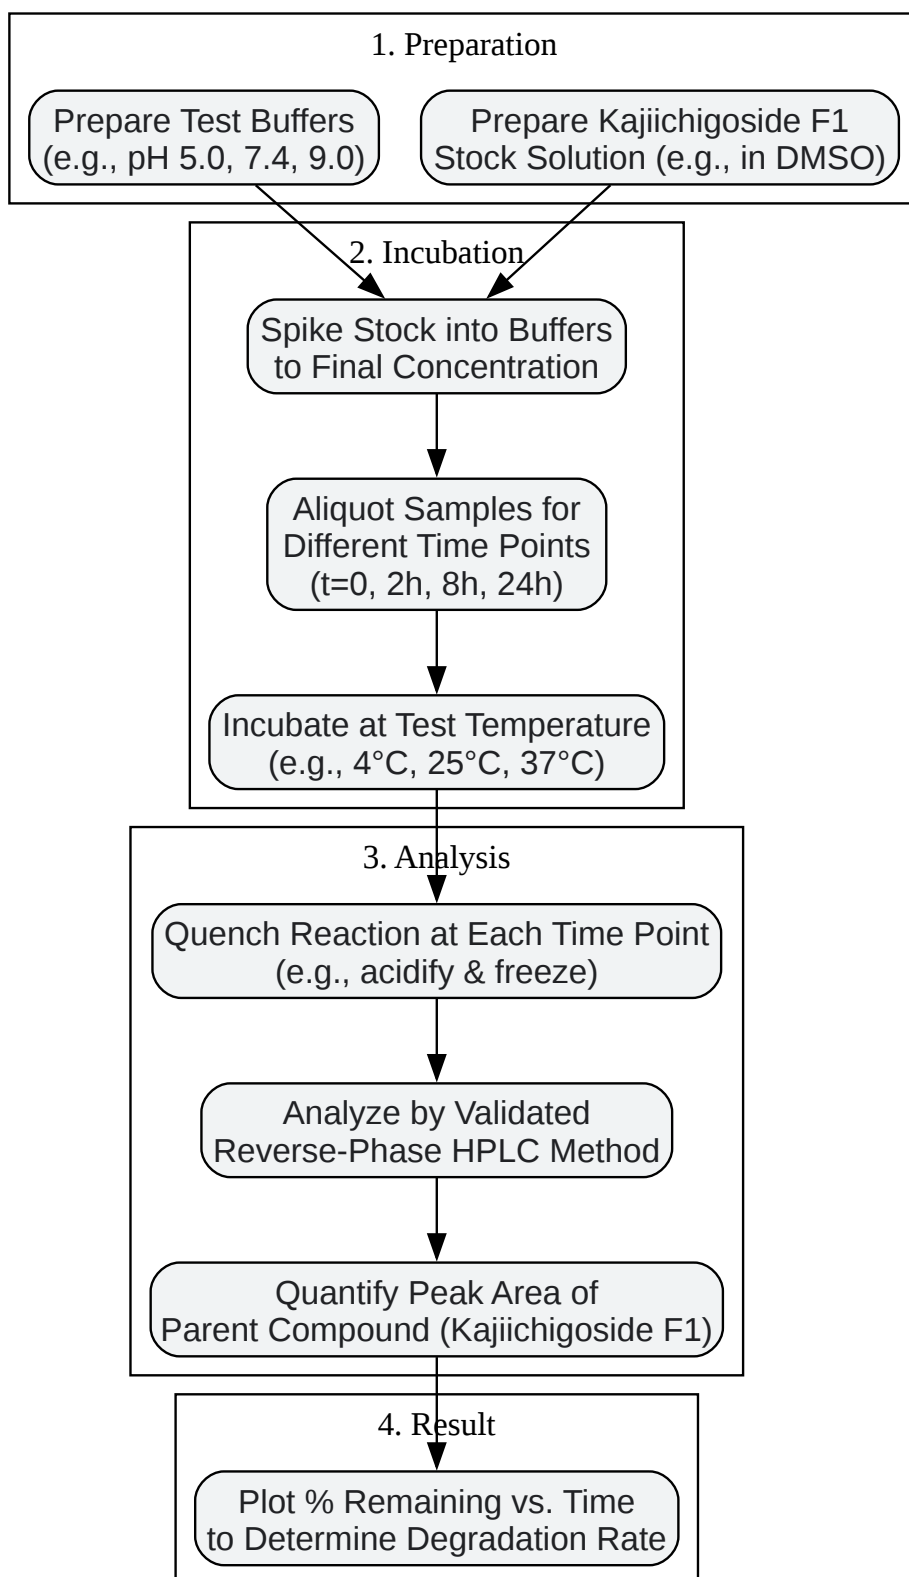 1. Preparation
Prepare Test Buffers
(e.g., pH 5.0, 7.4, 9.0)
Prepare Kajiichigoside F1
Stock Solution (e.g., in DMSO)
2. Incubation
Spike Stock into Buffers
to Final Concentration
Aliquot Samples for
Different Time Points
(t=0, 2h, 8h, 24h)
Incubate at Test Temperature
(e.g., 4°C, 25°C, 37°C)
3. Analysis
Quench Reaction at Each Time Point
(e.g., acidify & freeze)
Analyze by Validated
Reverse-Phase HPLC Method
Quantify Peak Area of
Parent Compound (Kajiichigoside F1)
4. Result
Plot % Remaining vs. Time
to Determine Degradation Rate